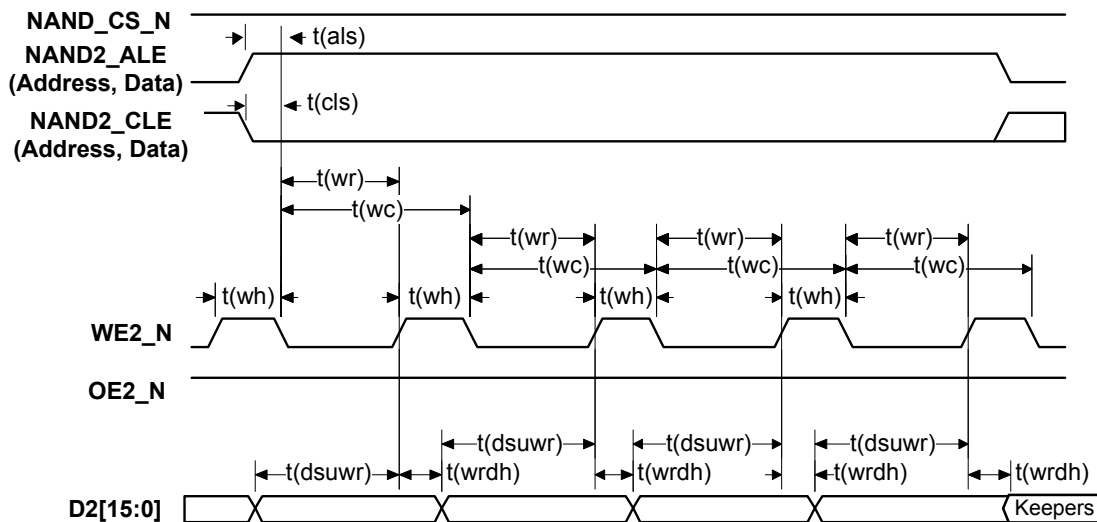 NAND_CS_N
t(als)
NAND2_ALE
(Address, Data)
t(cls)
NAND2_CLE
(Address, Data)
t(wr)
t(wc)
t(wr) t(wr) t(wr)
t(wc) t(wc) t(wc)
t(wh) t(wh) t(wh) t(wh)
WE2_N
OE2_N
t(dsuwr) t(dsuwr) t(dsuwr)
t(dsuwr) t(wrdh) t(wrdh) t(wrdh) t(wrdh)
D2[15:0] Keepers